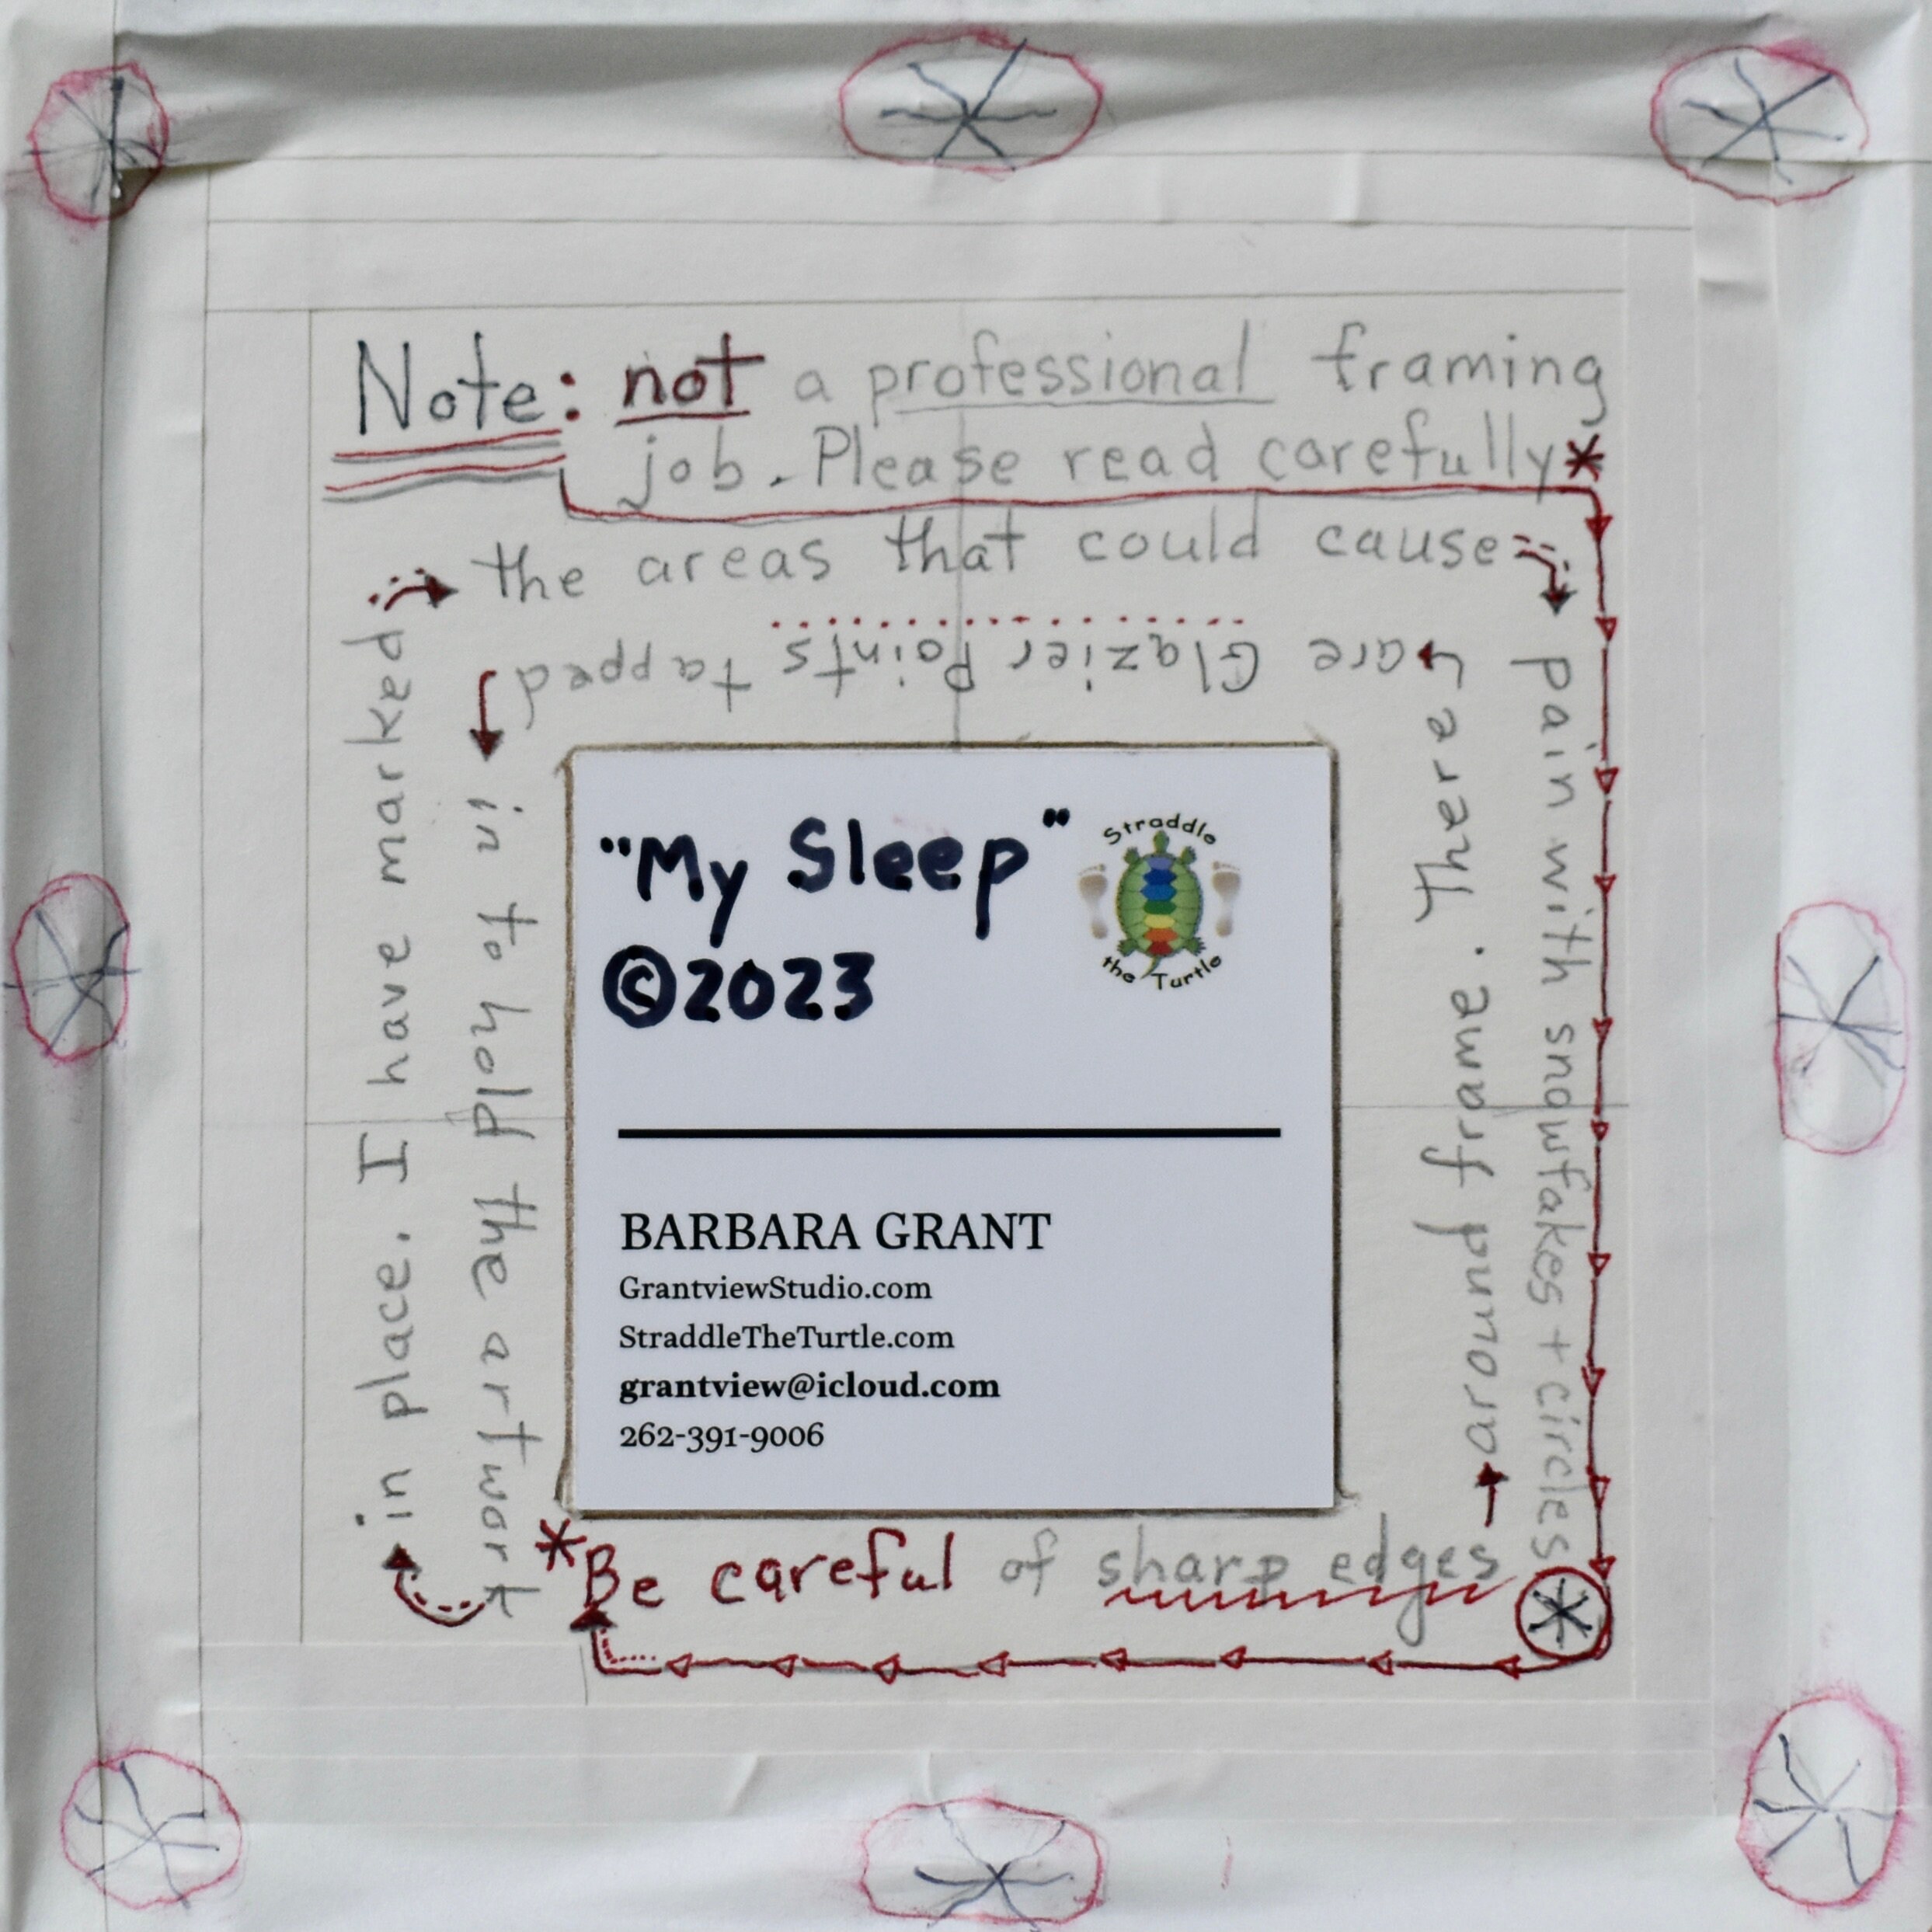 Note: not a professional framing
job. Please read carefully*
*Be careful of sharp edges
around frame. There
are Glazier Points tapped
in to hold the artwork
in place. I have marked
the areas that could cause
pain with snowfakes + circles
"My Sleep"
©2023
Straddle
the Turtle
BARBARA GRANT
GrantviewStudio.com
StraddleTheTurtle.com
grantview@icloud.com
262-391-9006